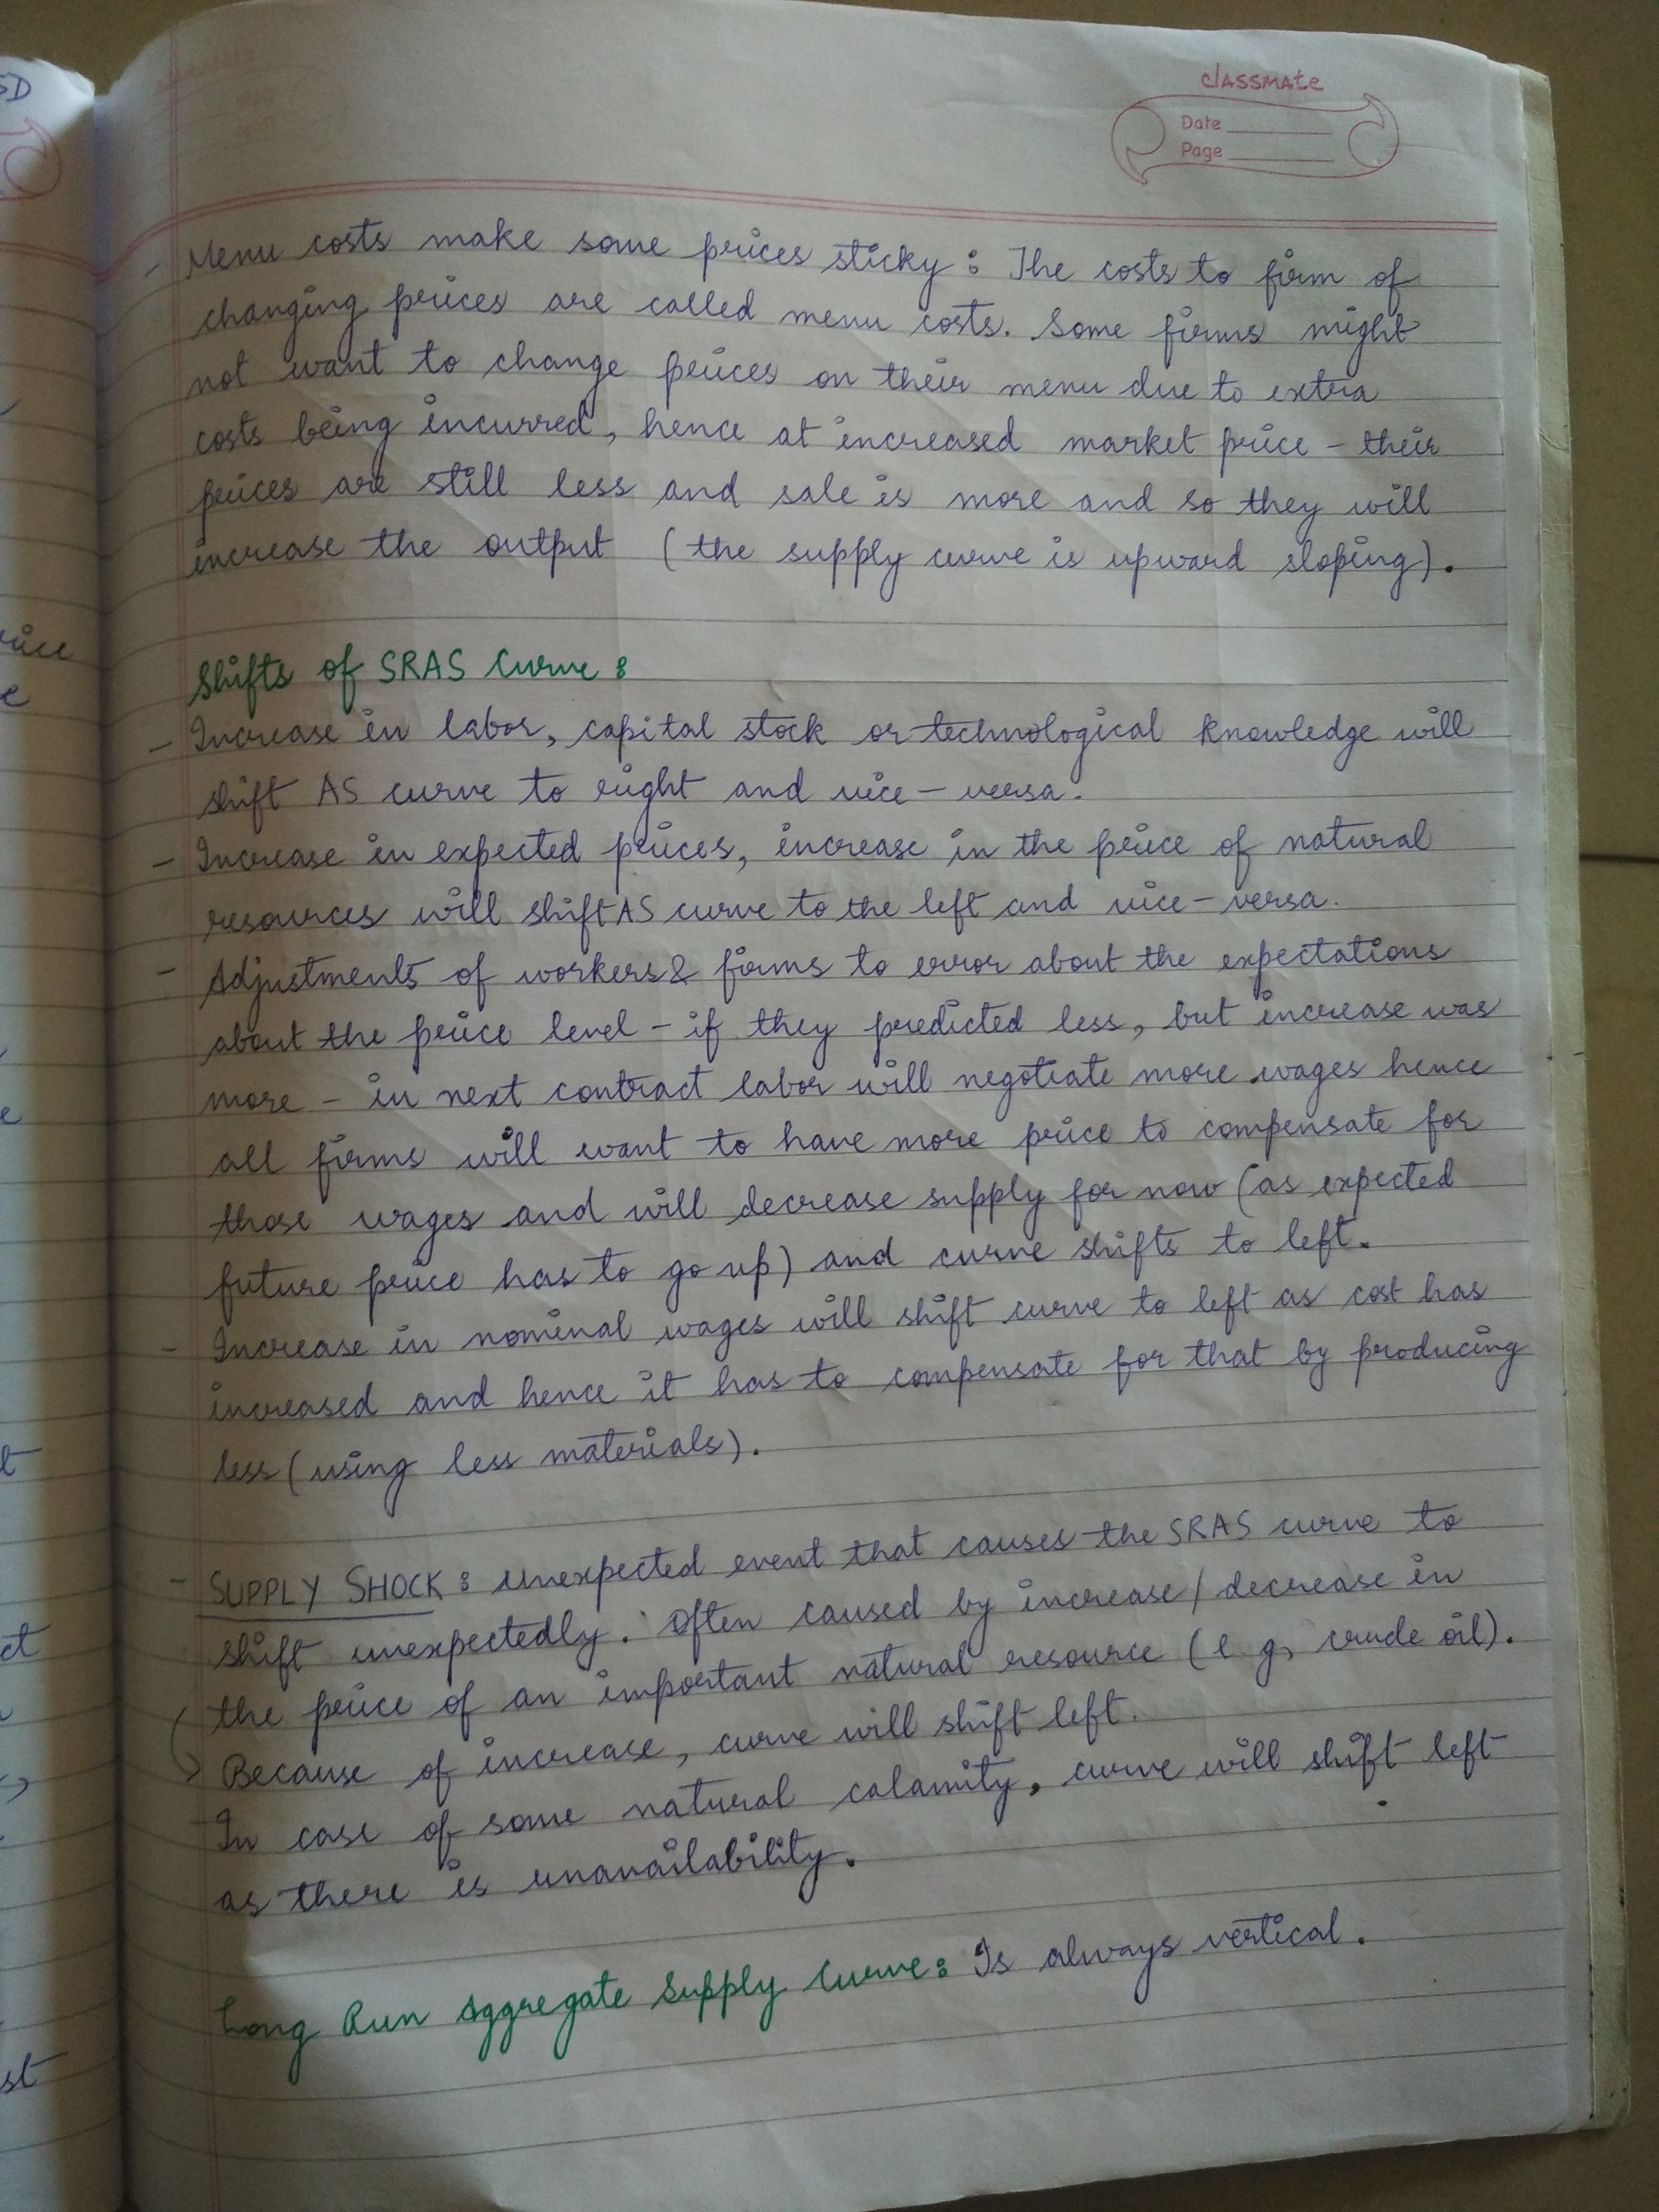 classmate
Date
Page
- Menu costs make some prices sticky : The costs to firm of
changing prices are called menu costs. Some firms might
not want to change prices on their menu due to extra
costs being incurred, hence at increased market price - their
prices are still less and sale is more and so they will
increase the output (the supply curve is upward sloping).
Shifts of SRAS Curve :
- Increase in labor, capital stock or technological knowledge will
shift AS curve to right and vice - versa.
- Increase in expected prices, increase in the price of natural
resources will shift AS curve to the left and vice - versa.
- Adjustments of workers & firms to error about the expectations
about the price level - if they predicted less, but increase was
more - in next contract labor will negotiate more wages hence
all firms will want to have more price to compensate for
those wages and will decrease supply for now (as expected
future price has to go up) and curve shifts to left.
- Increase in nominal wages will shift curve to left as cost has
increased and hence it has to compensate for that by producing
less (using less materials).
- SUPPLY SHOCK : unexpected event that causes the SRAS curve to
shift unexpectedly. Often caused by increase / decrease in
the price of an important natural resource (e.g, crude oil).
Because of increase, curve will shift left.
In case of some natural calamity, curve will shift left
as there is unavailability.
Long Run Aggregate Supply Curve : Is always vertical.